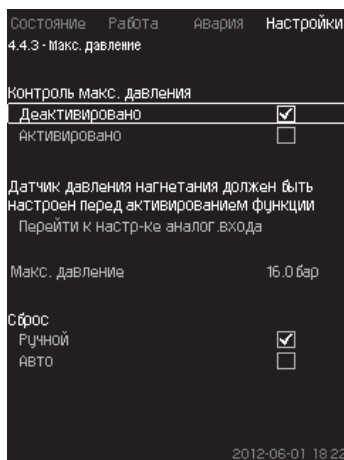 Состояние Работа Авария Настройки
4.4.3 - Макс. давление
Контроль макс. давления
Деактивировано
Активировано
Датчик давления нагнетания должен быть
настроен перед активированием функции
Перейти к настр-ке аналог.входа
Макс. давление 16.0 бар
Сброс
Ручной
Авто
2012-06-01 18:22